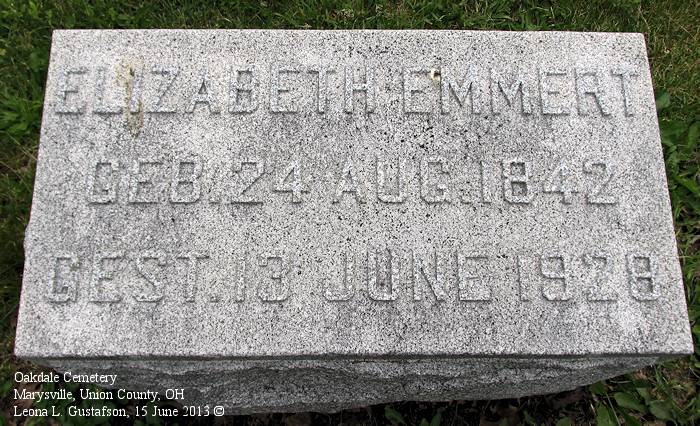 ELIZABETH EMMERT
GEB. 24 AUG. 1842
GEST. 13 JUNE 1928
Oakdale Cemetery
Marysville, Union County, OH
Leona L. Gustafson, 15 June 2013 ©